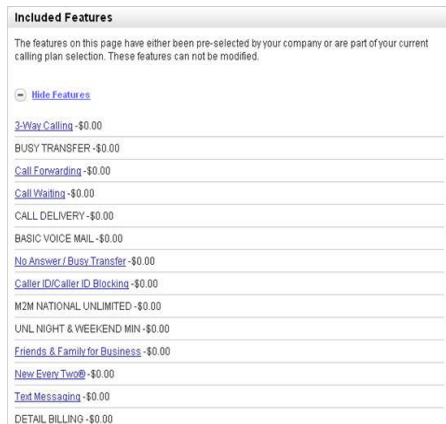 Included Features
The features on this page have either been pre-selected by your company or are part of your current
calling plan selection. These features can not be modified.
Hide Features
3-Way Calling -$0.00
BUSY TRANSFER -$0.00
Call Forwarding -$0.00
Call Waiting -$0.00
CALL DELIVERY -$0.00
BASIC VOICE MAIL -$0.00
No Answer / Busy Transfer -$0.00
Caller ID/Caller ID Blocking -$0.00
M2M NATIONAL UNLIMITED -$0.00
UNL NIGHT & WEEKEND MIN -$0.00
Friends & Family for Business -$0.00
New Every Two® -$0.00
Text Messaging -$0.00
DETAIL BILLING -$0.00